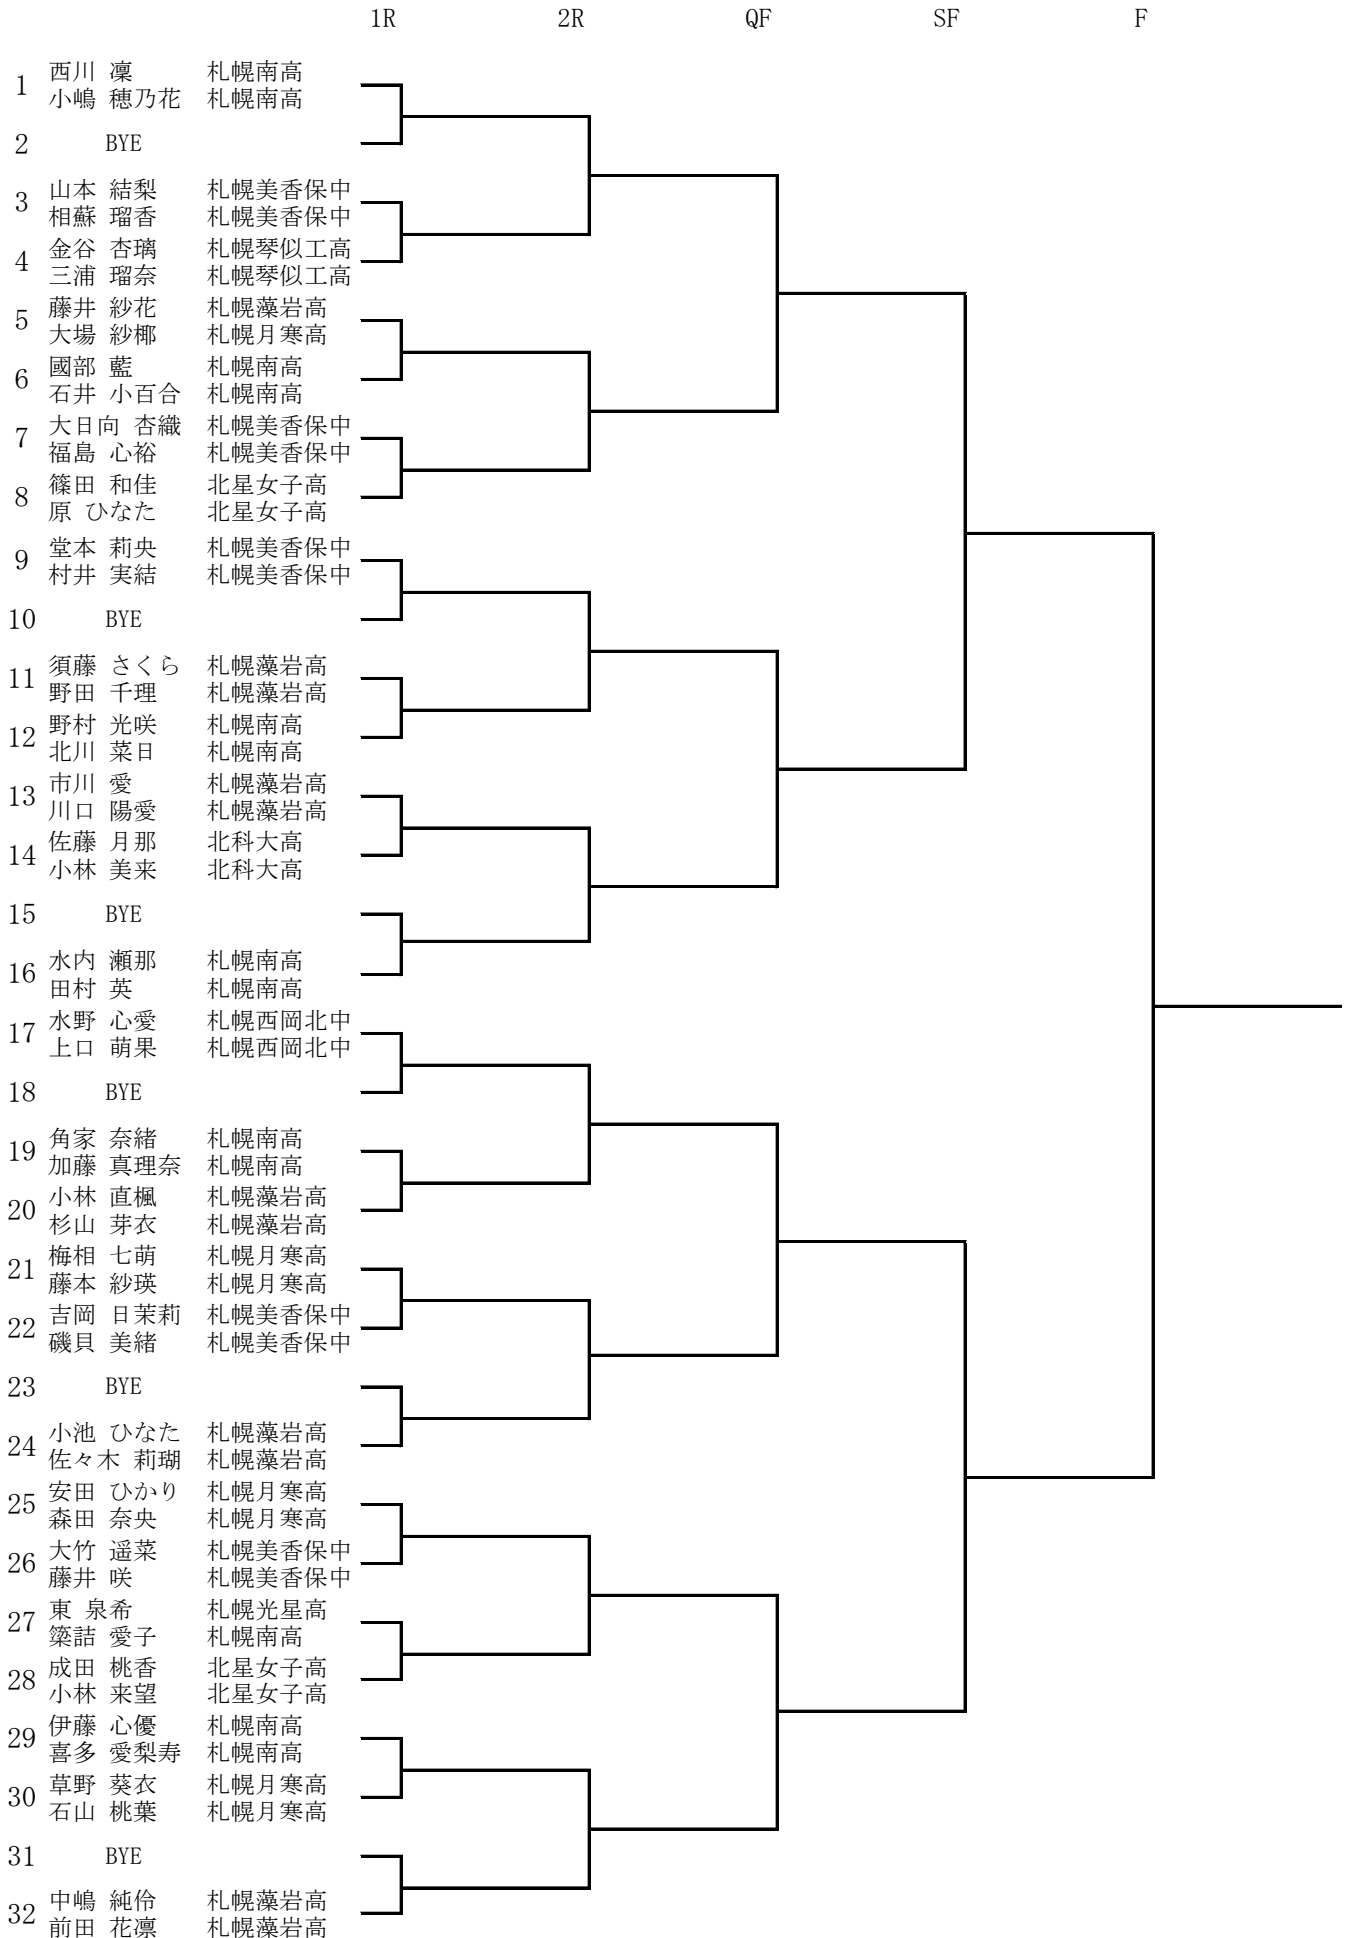 1R 2R QF SF F
西川 凜 札幌南高
1
小嶋 穂乃花 札幌南高
2 BYE
山本 結梨 札幌美香保中
3
相蘇 瑠香 札幌美香保中
金谷 杏璃 札幌琴似工高
4
三浦 瑠奈 札幌琴似工高
藤井 紗花 札幌藻岩高
5
大場 紗椰 札幌月寒高
國部 藍 札幌南高
6
石井 小百合 札幌南高
大日向 杏織 札幌美香保中
7
福島 心裕 札幌美香保中
篠田 和佳 北星女子高
8
原 ひなた 北星女子高
堂本 莉央 札幌美香保中
9
村井 実結 札幌美香保中
10 BYE
須藤 さくら 札幌藻岩高
11
野田 千理 札幌藻岩高
野村 光咲 札幌南高
12
北川 菜日 札幌南高
市川 愛 札幌藻岩高
13
川口 陽愛 札幌藻岩高
佐藤 月那 北科大高
14
小林 美来 北科大高
15 BYE
水内 瀬那 札幌南高
16
田村 英 札幌南高
水野 心愛 札幌西岡北中
17
上口 萌果 札幌西岡北中
18 BYE
角家 奈緒 札幌南高
19
加藤 真理奈 札幌南高
小林 直楓 札幌藻岩高
20
杉山 芽衣 札幌藻岩高
梅相 七萌 札幌月寒高
21
藤本 紗瑛 札幌月寒高
吉岡 日茉莉 札幌美香保中
22
磯貝 美緒 札幌美香保中
23 BYE
小池 ひなた 札幌藻岩高
24
佐々木 莉瑚 札幌藻岩高
安田 ひかり 札幌月寒高
25
森田 奈央 札幌月寒高
大竹 遥菜 札幌美香保中
26
藤井 咲 札幌美香保中
東 泉希 札幌光星高
27
築詰 愛子 札幌南高
成田 桃香 北星女子高
28
小林 来望 北星女子高
伊藤 心優 札幌南高
29
喜多 愛梨寿 札幌南高
草野 葵衣 札幌月寒高
30
石山 桃葉 札幌月寒高
31 BYE
中嶋 純伶 札幌藻岩高
32
前田 花凛 札幌藻岩高